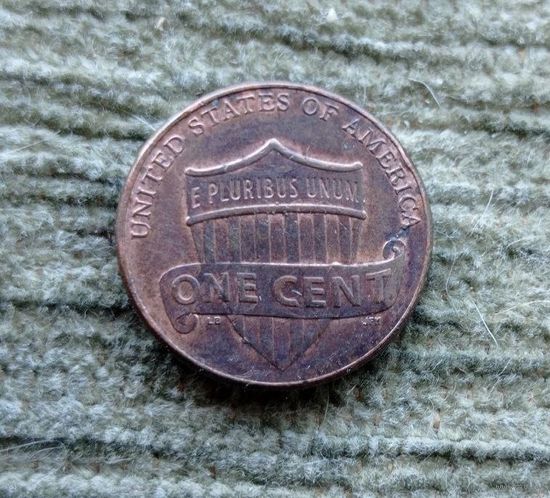 UNITED STATES OF AMERICA
E PLURIBUS UNUM
ONE CENT